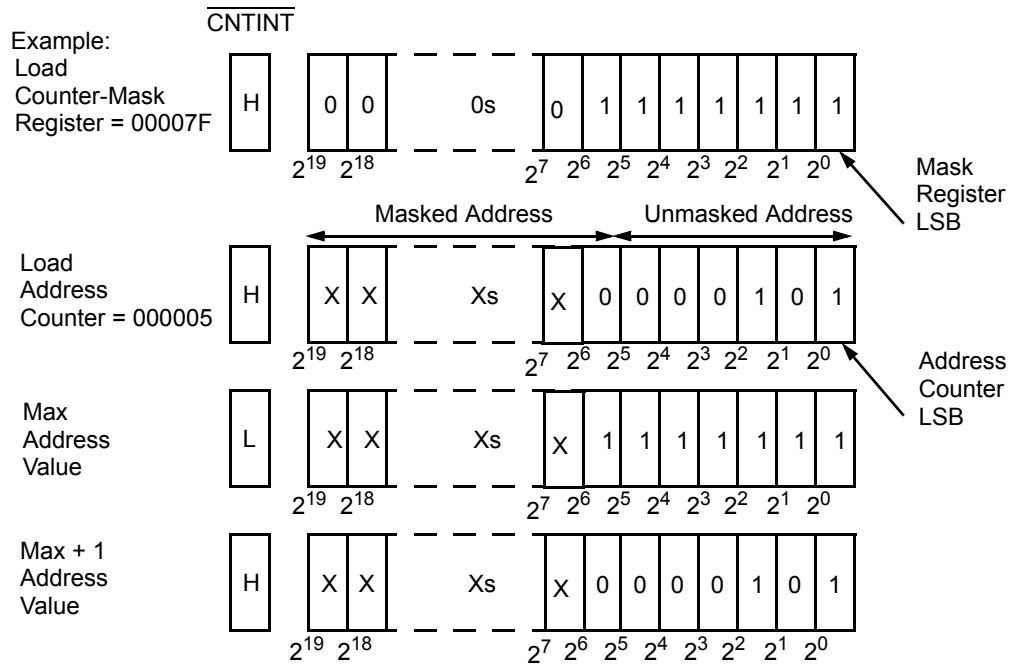 CNTINT
Example:
Load
Counter-Mask
Register = 00007F
H
0 0 0s 0 1 1 1 1 1 1 1
2^19 2^18 2^7 2^6 2^5 2^4 2^3 2^2 2^1 2^0
Mask
Register
LSB
Masked Address Unmasked Address
Load
Address
Counter = 000005
H
X X Xs X 0 0 0 0 1 0 1
2^19 2^18 2^7 2^6 2^5 2^4 2^3 2^2 2^1 2^0
Address
Counter
LSB
Max
Address
Value
L
X X Xs X 1 1 1 1 1 1 1
2^19 2^18 2^7 2^6 2^5 2^4 2^3 2^2 2^1 2^0
Max + 1
Address
Value
H
X X Xs X 0 0 0 0 1 0 1
2^19 2^18 2^7 2^6 2^5 2^4 2^3 2^2 2^1 2^0